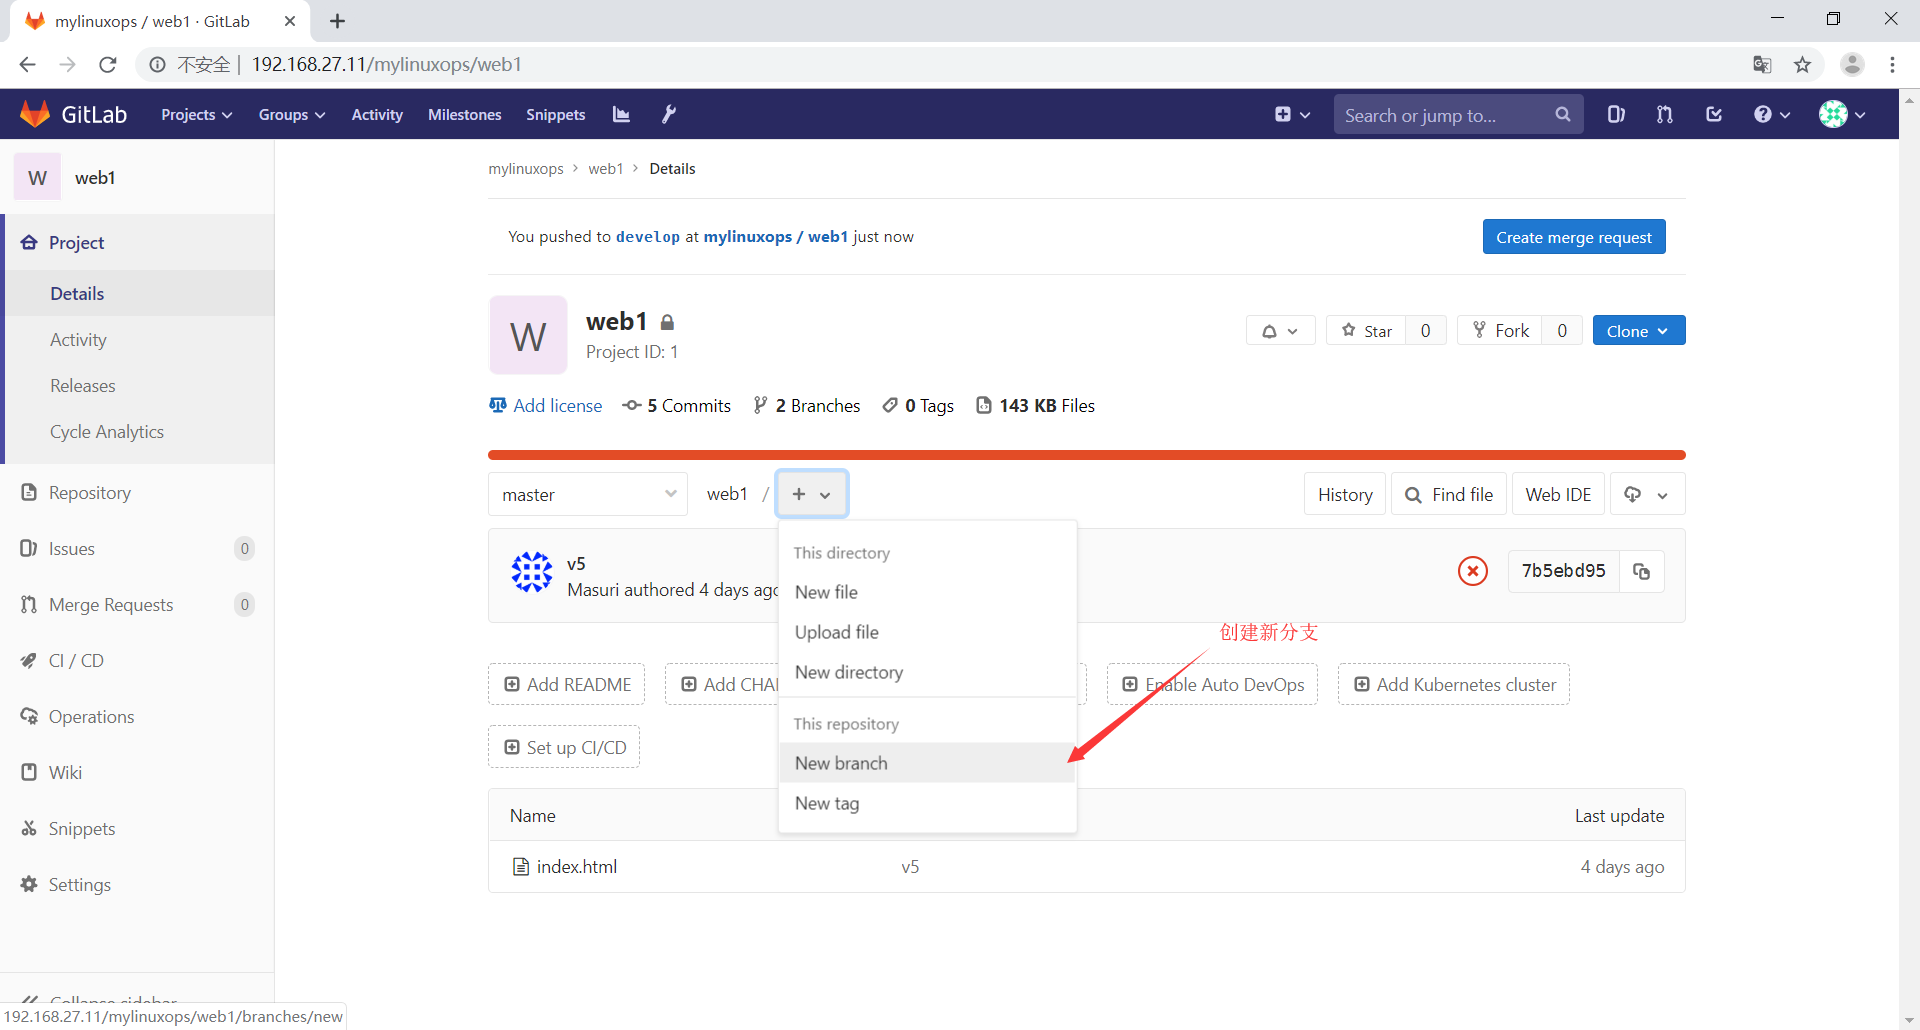 mylinuxops / web1 · GitLab
不安全 | 192.168.27.11/mylinuxops/web1
GitLab Projects Groups Activity Milestones Snippets Search or jump to...
W web1
Project
Details
Activity
Releases
Cycle Analytics
Repository
Issues 0
Merge Requests 0
CI / CD
Operations
Wiki
Snippets
Settings
Collapse sidebar
192.168.27.11/mylinuxops/web1/branches/new
mylinuxops > web1 > Details
You pushed to develop at mylinuxops / web1 just now Create merge request
W
web1
Project ID: 1
Star 0 Fork 0 Clone
Add license 5 Commits 2 Branches 0 Tags 143 KB Files
master web1 / + History Find file Web IDE
v5
Masuri authored 4 days ago
7b5ebd95
This directory
New file
Upload file
New directory
This repository
New branch
New tag
创建新分支
Add README Add CHA Enable Auto DevOps Add Kubernetes cluster
Set up CI/CD
Name Last update
index.html v5 4 days ago